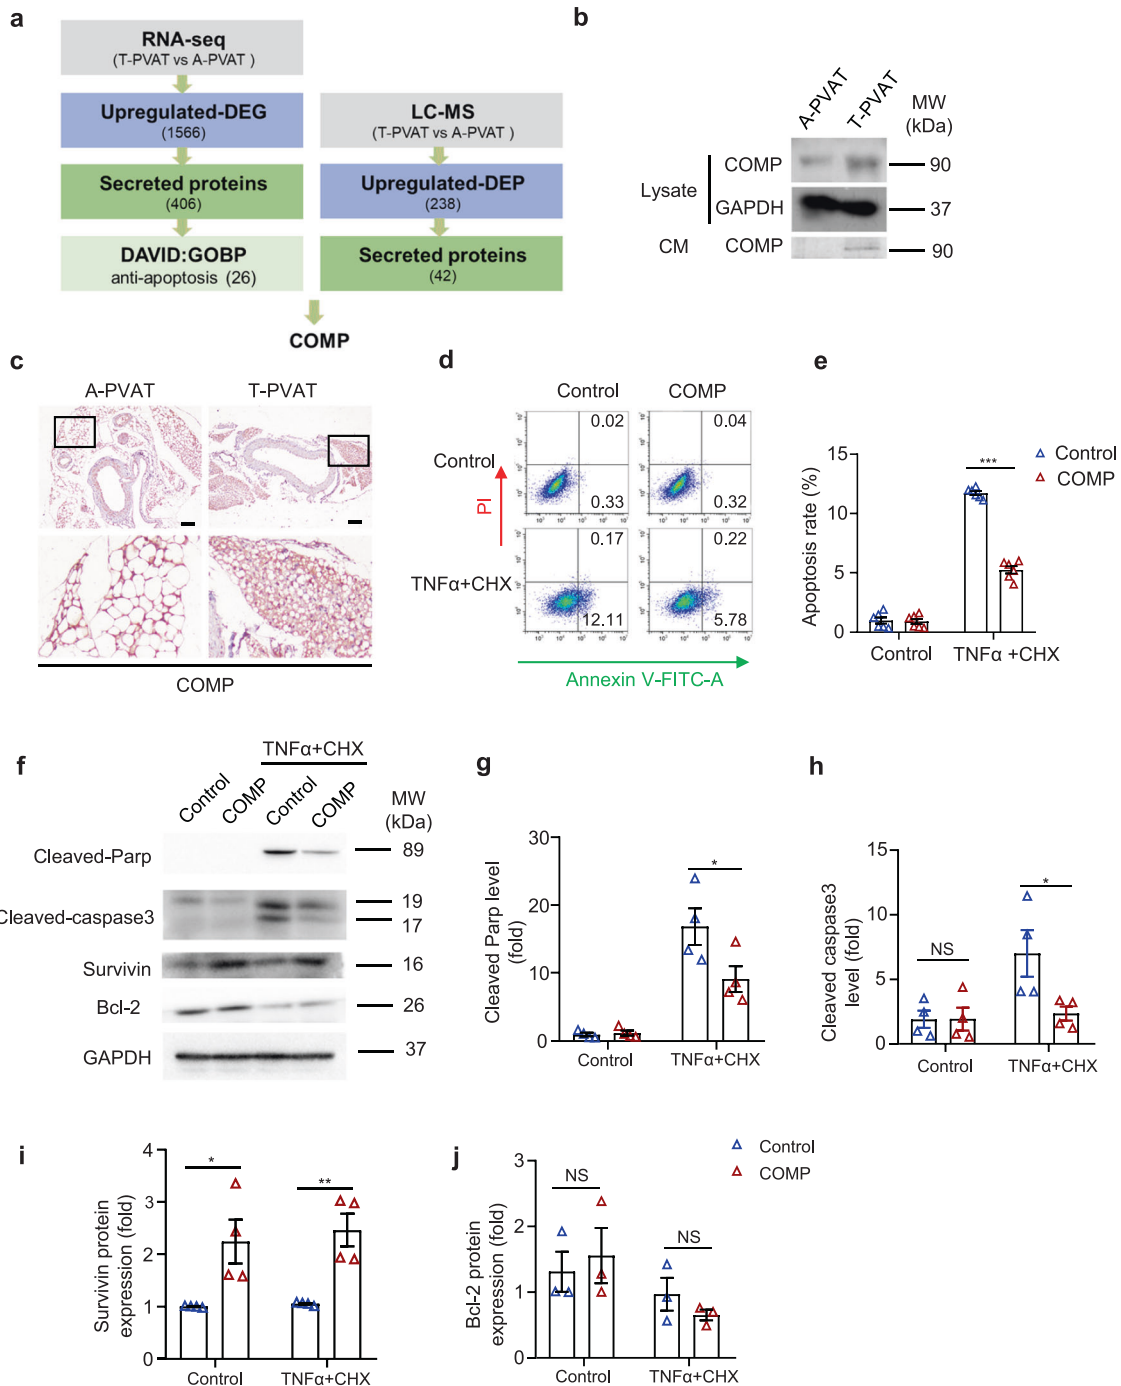 a
RNA-seq
(T-PVAT vs A-PVAT )
Upregulated-DEG
(1566)
Secreted proteins
(406)
DAVID:GOBP
anti-apoptosis (26)
LC-MS
(T-PVAT vs A-PVAT )
Upregulated-DEP
(238)
Secreted proteins
(42)
COMP
b
A-PVAT
T-PVAT
MW
(kDa)
Lysate
COMP
90
GAPDH
37
CM
COMP
90
c
A-PVAT
T-PVAT
COMP
d
Control
COMP
Control
0.02
0.04
0.33
0.32
PI
TNFα+CHX
0.17
0.22
12.11
5.78
Annexin V-FITC-A
e
Control
COMP
Apoptosis rate (%)
15
10
5
0
***
Control
TNFα +CHX
f
TNFα+CHX
Control
COMP
Control
COMP
MW
(kDa)
Cleaved-Parp
89
Cleaved-caspase3
19
17
Survivin
16
Bcl-2
26
GAPDH
37
g
Cleaved Parp level
(fold)
30
20
10
0
*
Control
TNFα+CHX
h
Cleaved caspase3
level (fold)
15
10
5
0
NS
*
Control
TNFα+CHX
i
Survivin protein
expression (fold)
4
3
2
1
0
*
**
Control
TNFα+CHX
j
Control
COMP
Bcl-2 protein
expression (fold)
3
2
1
0
NS
NS
Control
TNFα+CHX